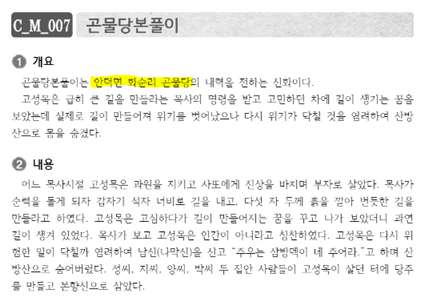 C_M_007 곤물당본풀이
❶ 개요
곤물당본풀이는 안덕면 화순리 곤물당의 내력을 전하는 신화이다.
고성목은 급히 큰 길을 만들라는 목사의 명령을 받고 고민하던 차에 길이 생기는 꿈을
보았는데 실제로 길이 만들어져 위기를 벗어났으나 다시 위기가 닥칠 것을 염려하여 산방
산으로 몸을 숨겼다.
❷ 내용
어느 목사시절 고성목은 과원을 지키고 사또에게 진상을 바치며 부자로 살았다. 목사가
순력을 돌게 되자 갑자기 석자 너비로 길을 내고, 다섯 자 두께 흙을 깔아 번듯한 길을
만들라고 하였다. 고성목은 고심하다가 길이 만들어지는 꿈을 꾸고 나가 보았더니 과연
길이 생겨 있었다. 목사가 보고 고성목은 인간이 아니라고 칭찬하였다. 고성목은 다시 위
험한 일이 닥칠까 염려하여 남신(나막신)을 신고 “주우는 삼방덱이 네 주어라.”고 하며 산
방산으로 숨어버렸다. 성씨, 지씨, 양씨, 박씨 두 집안 사람들이 고성목이 살던 터에 당주
를 만들고 본향신으로 삼았다.